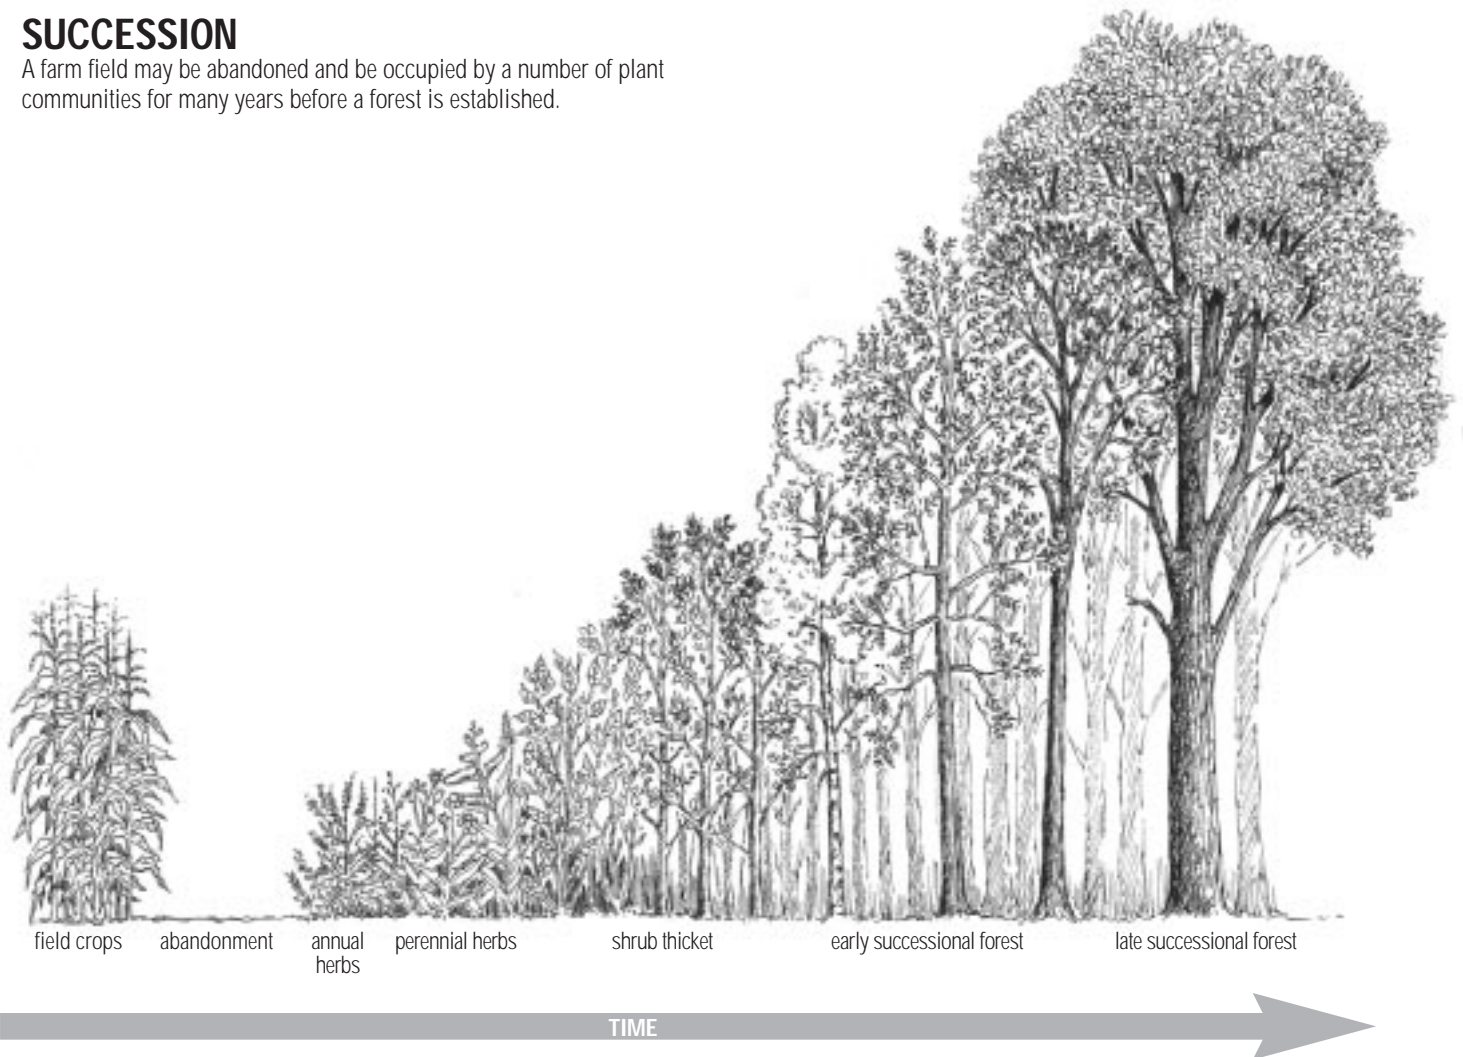 SUCCESSION
A farm field may be abandoned and be occupied by a number of plant
communities for many years before a forest is established.
field crops
abandonment
annual
herbs
perennial herbs
shrub thicket
early successional forest
late successional forest
TIME